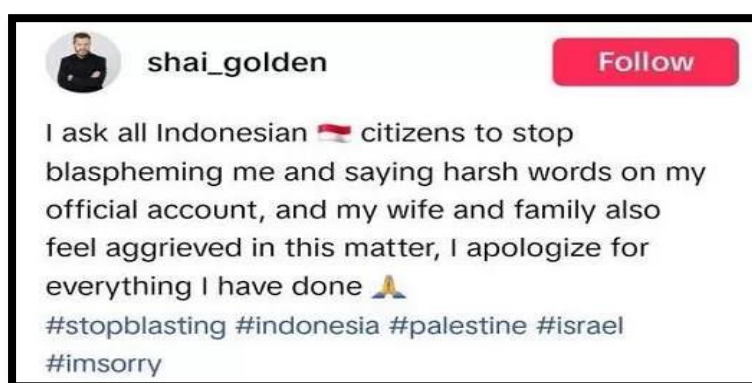 shai_golden
Follow
I ask all Indonesian 🇮🇩 citizens to stop
blaspheming me and saying harsh words on my
official account, and my wife and family also
feel aggrieved in this matter, I apologize for
everything I have done 🙏
#stopblasting #indonesia #palestine #israel
#imsorry